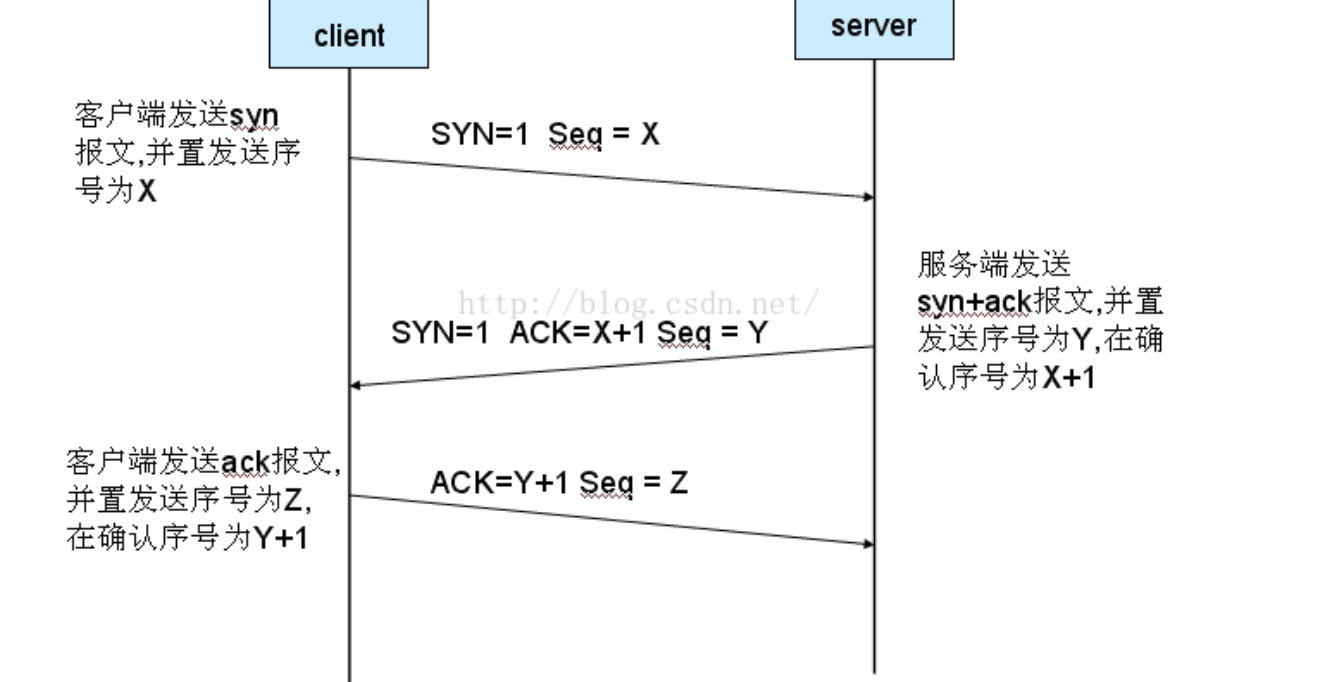 client
server
客户端发送syn
报文,并置发送序
号为X
SYN=1 Seq = X
服务端发送
syn+ack报文,并置
发送序号为Y,在确
认序号为X+1
http://blog.csdn.net/
SYN=1 ACK=X+1 Seq = Y
客户端发送ack报文,
并置发送序号为Z,
在确认序号为Y+1
ACK=Y+1 Seq = Z